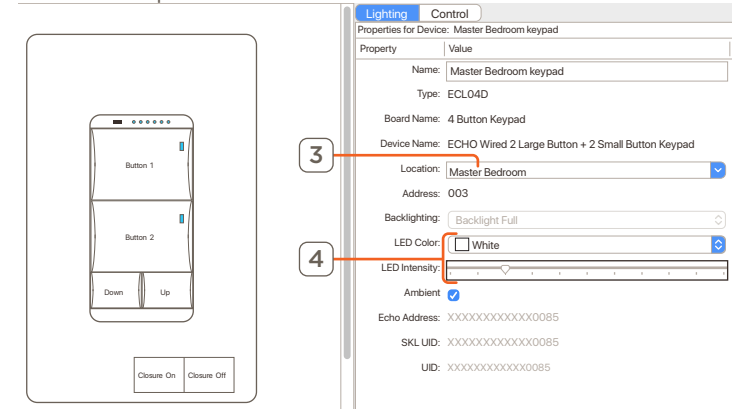 Lighting Control
Properties for Device: Master Bedroom keypad
Property Value
Name: Master Bedroom keypad
Type: ECL04D
Board Name: 4 Button Keypad
Device Name: ECHO Wired 2 Large Button + 2 Small Button Keypad
3
Location: Master Bedroom
Address: 003
Backlighting: Backlight Full
4
LED Color: White
LED Intensity:
Ambient
Echo Address: XXXXXXXXXXXX0085
SKL UID: XXXXXXXXXXXX0085
UID: XXXXXXXXXXXX0085
Button 1
Button 2
Down Up
Closure On Closure Off